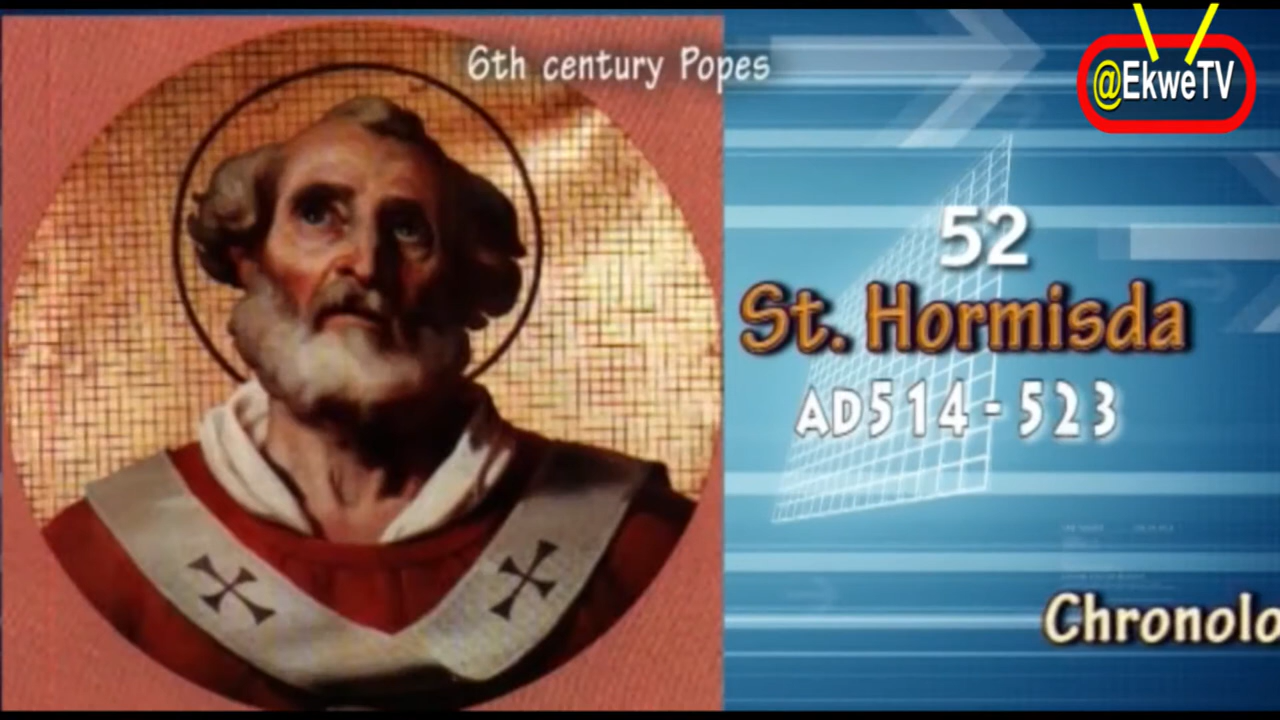 6th century Popes
@EkweTV
52
St. Hormisda
AD514-523
Chronolo